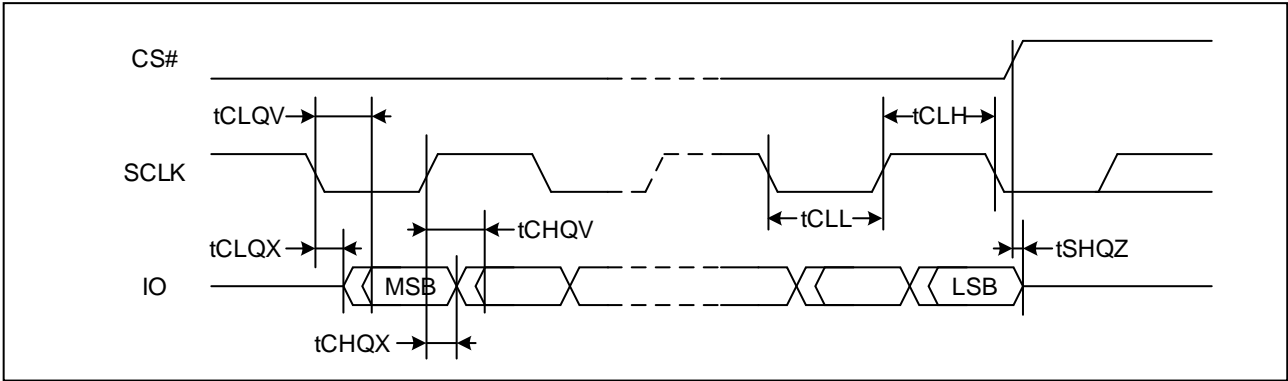 CS#
tCLQV
tCLH
SCLK
tCLL
tCHQV
tCLQX
tSHQZ
IO
MSB
LSB
tCHQX